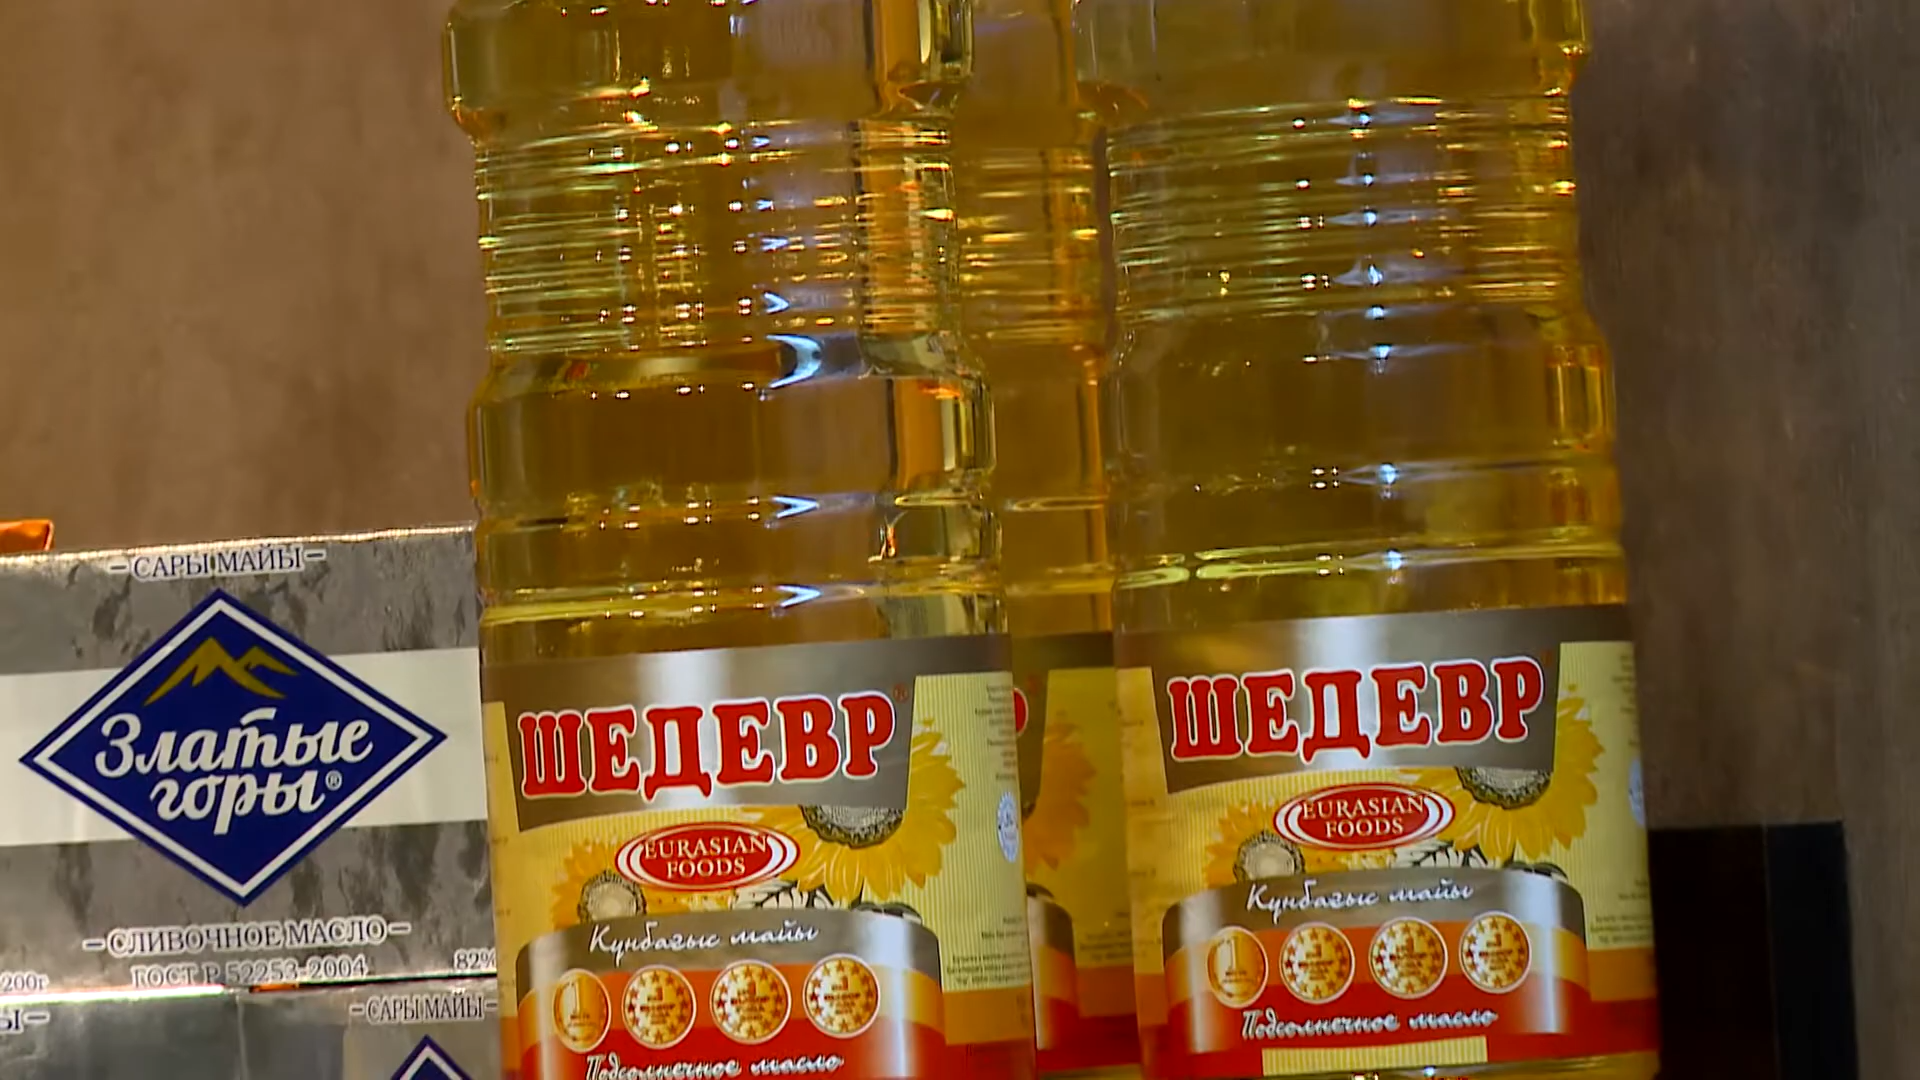 -САРЫ МАЙЫ-
Златые
горы®
-СЛИВОЧНОЕ МАСЛО-
ГОСТ Р 52253-2004
82%
200г
-САРЫ МАЙЫ-
ШЕДЕВР
EURASIAN
FOODS
Күнбағыс майы
Подсолнечное масло
ШЕДЕВР
EURASIAN
FOODS
Күнбағыс майы
Подсолнечное масло